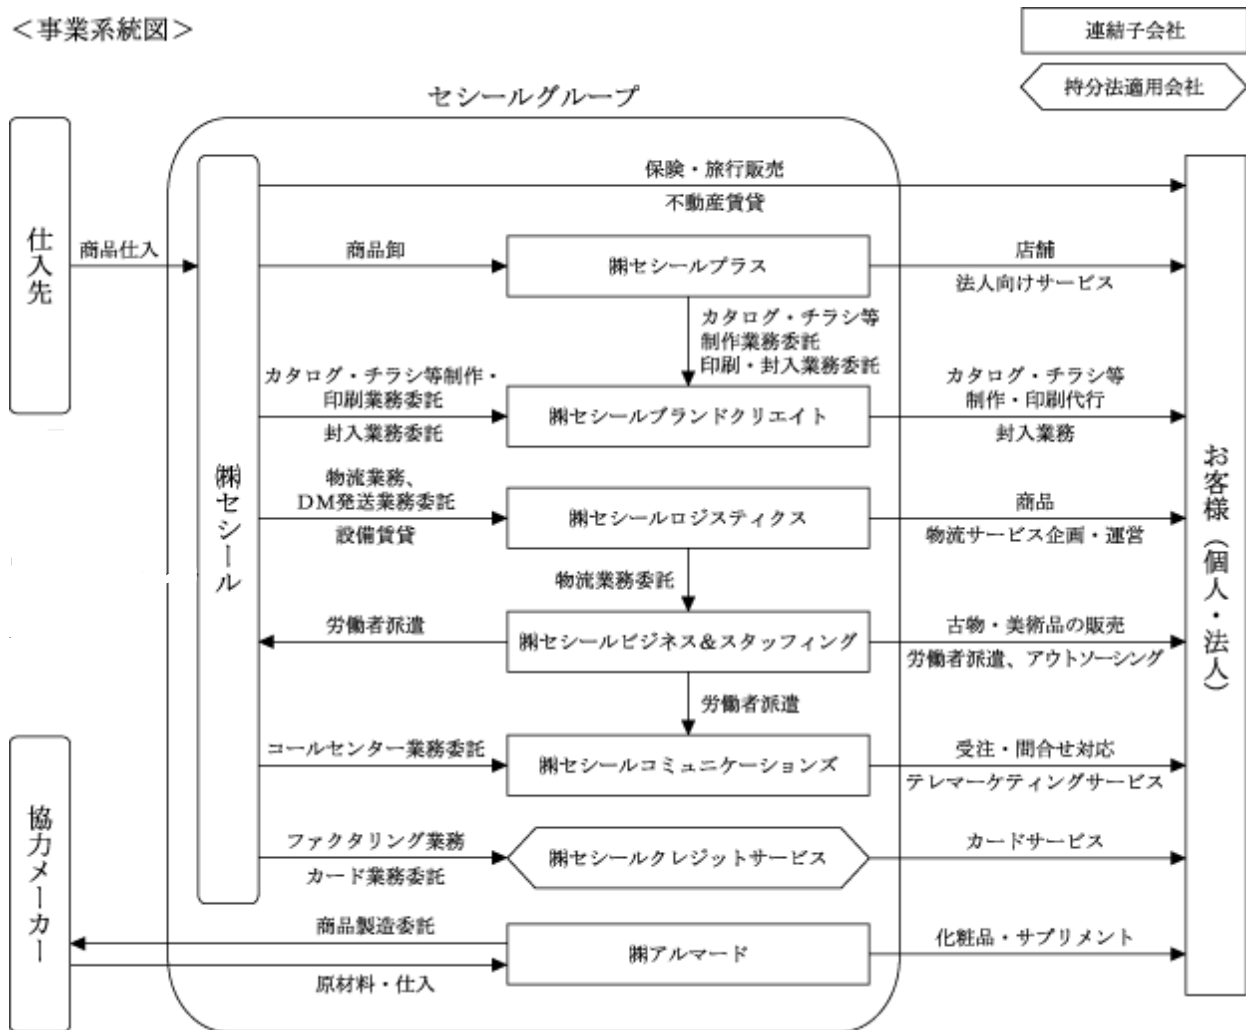 ＜事業系統図＞
連結子会社
持分法適用会社
セシールグループ
仕入先
商品仕入
㈱セシール
保険・旅行販売
不動産賃貸
商品卸
㈱セシールプラス
店舗
法人向けサービス
カタログ・チラシ等
制作業務委託
印刷・封入業務委託
カタログ・チラシ等制作・
印刷業務委託
封入業務委託
㈱セシールブランドクリエイト
カタログ・チラシ等
制作・印刷代行
封入業務
物流業務、
ＤＭ発送業務委託
設備賃貸
㈱セシールロジスティクス
商品
物流サービス企画・運営
物流業務委託
労働者派遣
㈱セシールビジネス＆スタッフィング
古物・美術品の販売
労働者派遣、アウトソーシング
労働者派遣
コールセンター業務委託
㈱セシールコミュニケーションズ
受注・問合せ対応
テレマーケティングサービス
ファクタリング業務
カード業務委託
㈱セシールクレジットサービス
カードサービス
協力メーカー
商品製造委託
原材料・仕入
㈱アルマード
化粧品・サプリメント
お客様（個人・法人）